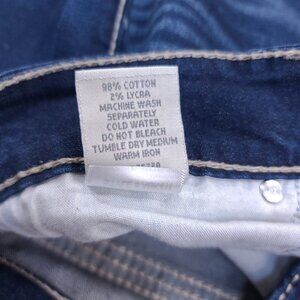 98% COTTON
2% LYCRA
MACHINE WASH
SEPARATELY
COLD WATER
DO NOT BLEACH
TUMBLE DRY MEDIUM
WARM IRON